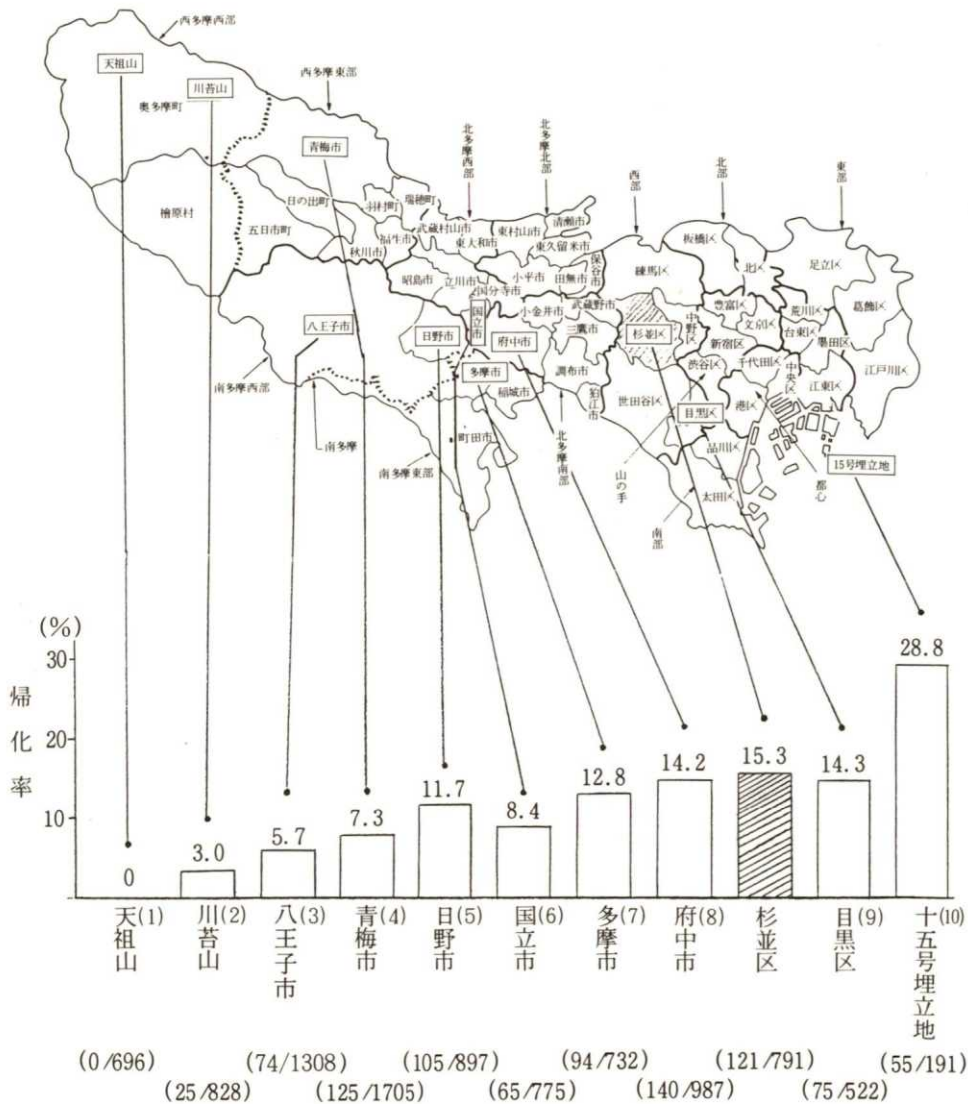 西多摩西部
天祖山
川苔山
西多摩東部
奥多摩町
青梅市
北多摩西部
北多摩北部
西部
北部
東部
檜原村
日の出町
五日市町
羽村町
瑞穂町
福生市
秋川市
武蔵村山市
東大和市
東村山市
清瀬市
東久留米市
保谷市
練馬区
板橋区
北区
足立区
昭島市
立川市
国分寺市
小平市
田無市
小金井市
武蔵野市
三鷹市
杉並区
中野区
豊富区
文京区
新宿区
荒川区
台東区
墨田区
葛飾区
八王子市
日野市
国立市
府中市
多摩市
調布市
稲城市
狛江市
世田谷区
渋谷区
目黒区
千代田区
港区
中央区
江東区
江戸川区
南多摩西部
南多摩
南多摩東部
町田市
北多摩南部
山の手
品川区
南部
太田区
都心
15号埋立地
(%)
30
20
10
帰化率
0
3.0
5.7
7.3
11.7
8.4
12.8
14.2
15.3
14.3
28.8
天祖山(1)
川苔山(2)
八王子市(3)
青梅市(4)
日野市(5)
国立市(6)
多摩市(7)
府中市(8)
杉並区
目黒区(9)
十五号埋立地(10)
(0/696)
(25/828)
(74/1308)
(125/1705)
(105/897)
(65/775)
(94/732)
(140/987)
(121/791)
(75/522)
(55/191)